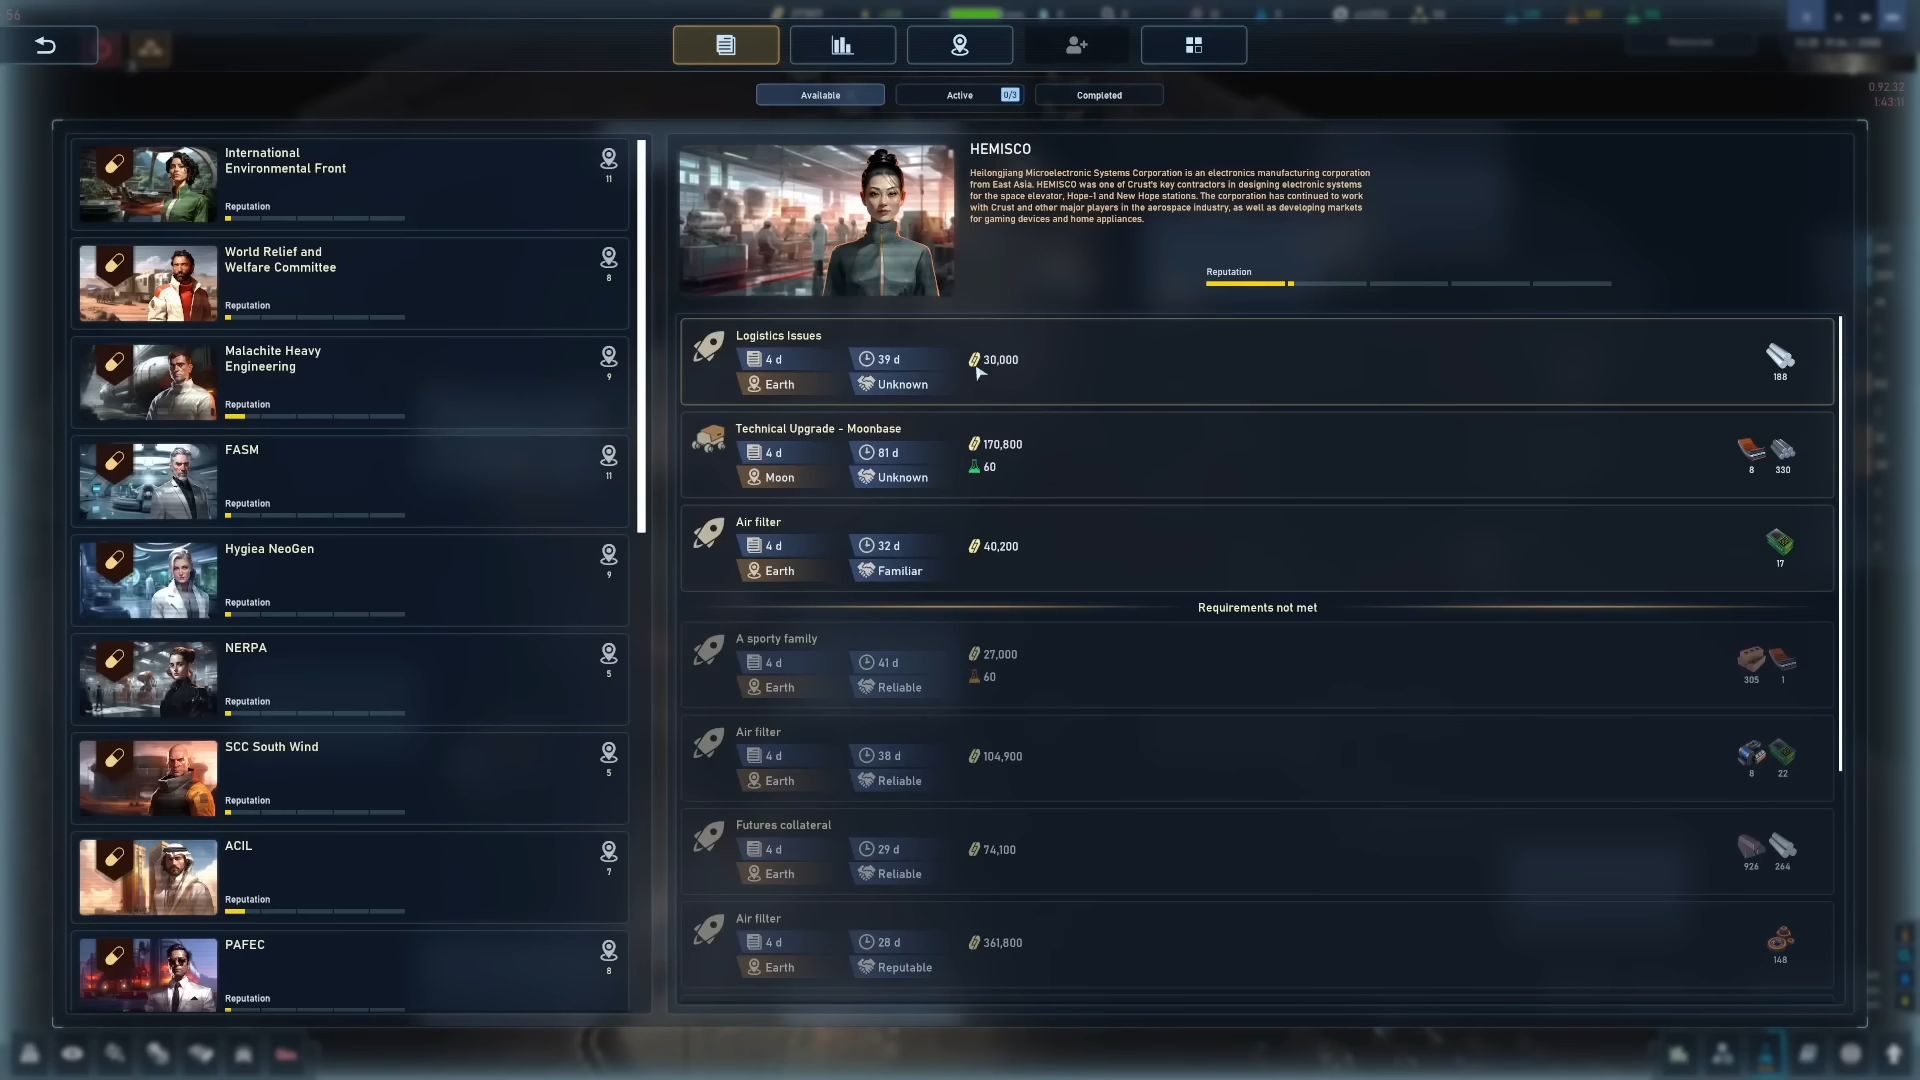 56
Available
Active
0/3
Completed
0.92.32
1:43:11
International
Environmental Front
Reputation
11
World Relief and
Welfare Committee
Reputation
8
Malachite Heavy
Engineering
Reputation
9
FASM
Reputation
11
Hygiea NeoGen
Reputation
9
NERPA
Reputation
5
SCC South Wind
Reputation
5
ACIL
Reputation
7
PAFEC
Reputation
8
HEMISCO
Heilongjiang Microelectronic Systems Corporation is an electronics manufacturing corporation
from East Asia. HEMISCO was one of Crust's key contractors in designing electronic systems
for the space elevator, Hope-1 and New Hope stations. The corporation has continued to work
with Crust and other major players in the aerospace industry, as well as developing markets
for gaming devices and home appliances.
Reputation
Logistics Issues
4 d
39 d
30,000
Earth
Unknown
188
Technical Upgrade - Moonbase
4 d
81 d
170,800
60
Moon
Unknown
8
330
Air filter
4 d
32 d
40,200
Earth
Familiar
17
Requirements not met
A sporty family
4 d
41 d
27,000
60
Earth
Reliable
305
1
Air filter
4 d
38 d
104,900
Earth
Reliable
8
22
Futures collateral
4 d
29 d
74,100
Earth
Reliable
926
264
Air filter
4 d
28 d
361,800
Earth
Reputable
148